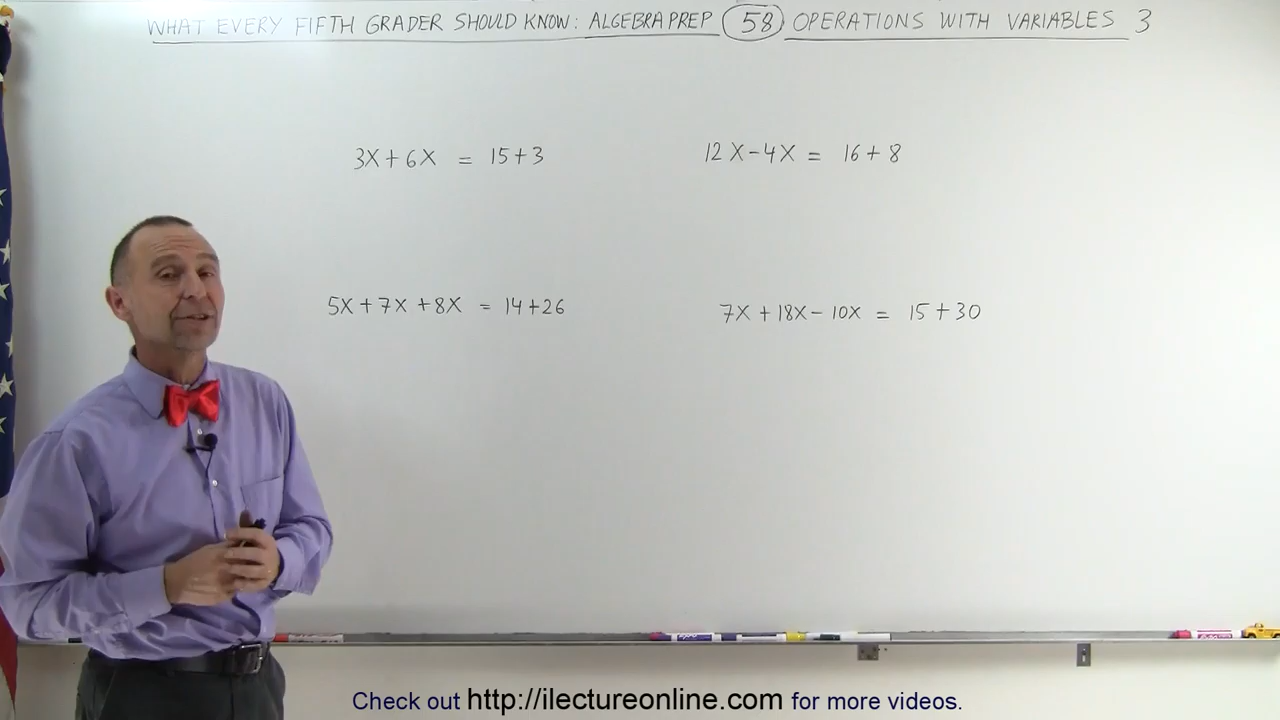 WHAT EVERY FIFTH GRADER SHOULD KNOW: ALGEBRA PREP 58 OPERATIONS WITH VARIABLES 3
3X+6X = 15+3
12X-4X = 16+8
5X+7X+8X = 14+26
7X+18X-10X = 15+30
Check out http://ilectureonline.com for more videos.